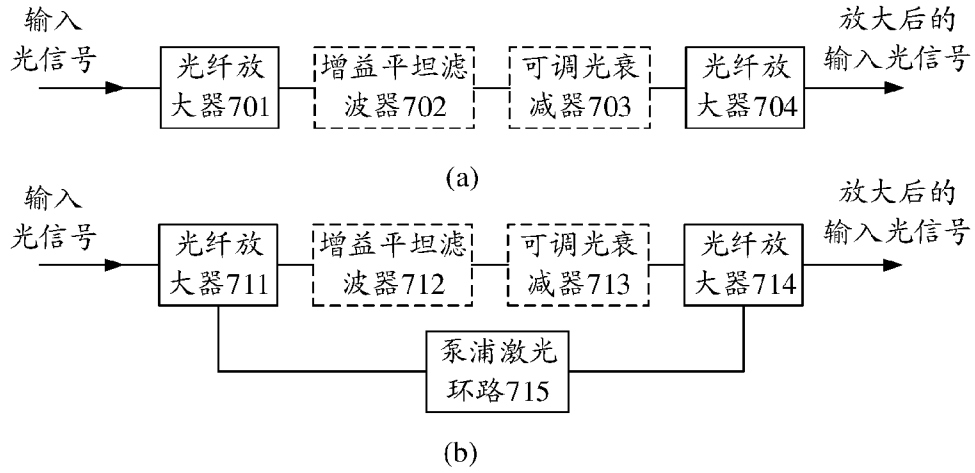 输入
光信号
光纤放
大器701
增益平坦滤
波器702
可调光衰
减器703
光纤放
大器704
放大后的
输入光信号
(a)
输入
光信号
光纤放
大器711
增益平坦滤
波器712
可调光衰
减器713
光纤放
大器714
放大后的
输入光信号
泵浦激光
环路715
(b)